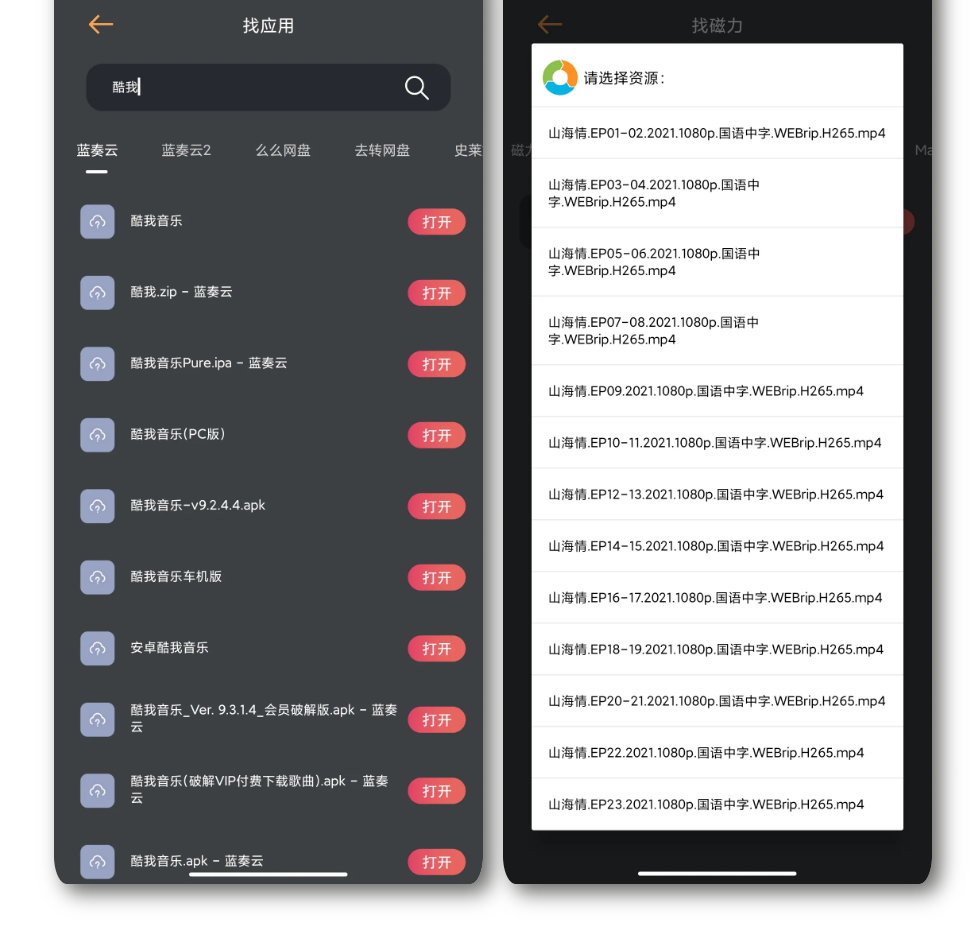 找应用
酷我
蓝奏云
蓝奏云2
么么网盘
去转网盘
史莱
酷我音乐
打开
酷我.zip - 蓝奏云
打开
酷我音乐Pure.ipa - 蓝奏云
打开
酷我音乐(PC版)
打开
酷我音乐-v9.2.4.4.apk
打开
酷我音乐车机版
打开
安卓酷我音乐
打开
酷我音乐_Ver. 9.3.1.4_会员破解版.apk - 蓝奏
云
打开
酷我音乐(破解VIP付费下载歌曲).apk - 蓝奏
云
打开
酷我音乐.apk - 蓝奏云
打开
找磁力
磁力
Ma
请选择资源:
山海情.EP01-02.2021.1080p.国语中字.WEBrip.H265.mp4
山海情.EP03-04.2021.1080p.国语中
字.WEBrip.H265.mp4
山海情.EP05-06.2021.1080p.国语中
字.WEBrip.H265.mp4
山海情.EP07-08.2021.1080p.国语中
字.WEBrip.H265.mp4
山海情.EP09.2021.1080p.国语中字.WEBrip.H265.mp4
山海情.EP10-11.2021.1080p.国语中字.WEBrip.H265.mp4
山海情.EP12-13.2021.1080p.国语中字.WEBrip.H265.mp4
山海情.EP14-15.2021.1080p.国语中字.WEBrip.H265.mp4
山海情.EP16-17.2021.1080p.国语中字.WEBrip.H265.mp4
山海情.EP18-19.2021.1080p.国语中字.WEBrip.H265.mp4
山海情.EP20-21.2021.1080p.国语中字.WEBrip.H265.mp4
山海情.EP22.2021.1080p.国语中字.WEBrip.H265.mp4
山海情.EP23.2021.1080p.国语中字.WEBrip.H265.mp4